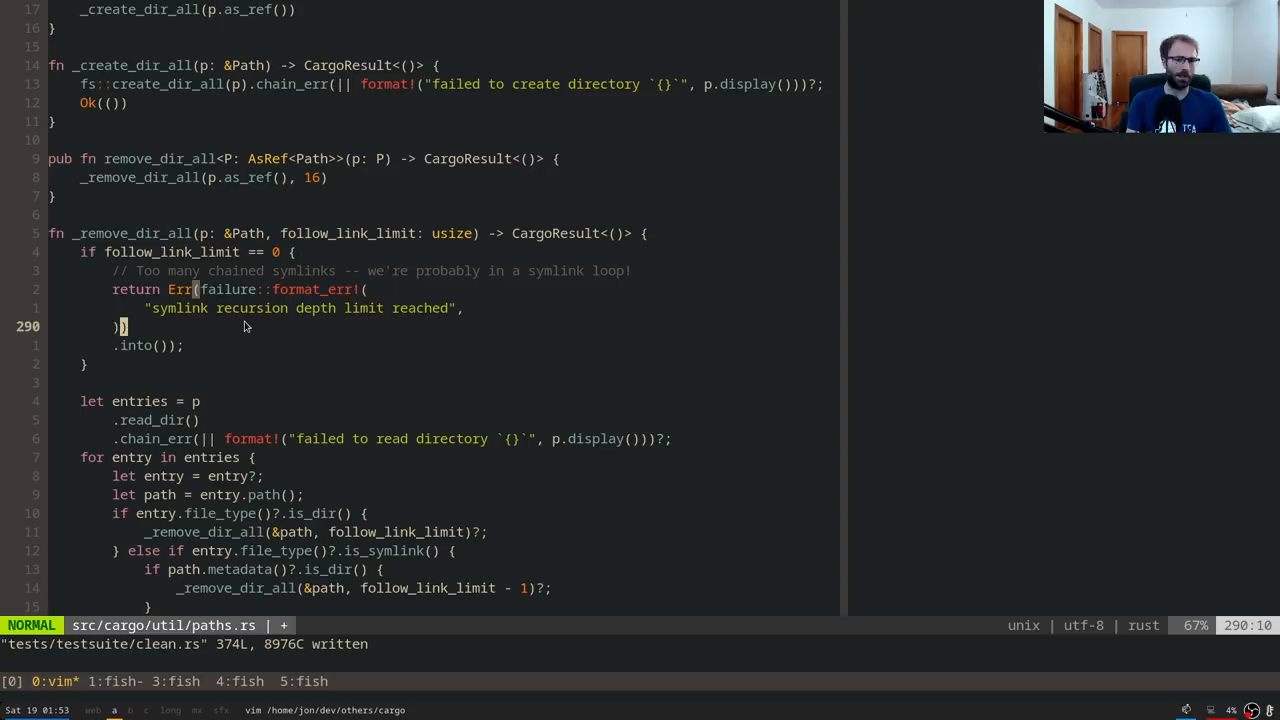 17     _create_dir_all(p.as_ref())
16 }
15
14 fn _create_dir_all(p: &Path) -> CargoResult<()> {
13     fs::create_dir_all(p).chain_err(|| format!("failed to create directory `{}`", p.display()))?;
12     Ok(())
11 }
10
9 pub fn remove_dir_all<P: AsRef<Path>>(p: P) -> CargoResult<()> {
8     _remove_dir_all(p.as_ref(), 16)
7 }
6
5 fn _remove_dir_all(p: &Path, follow_link_limit: usize) -> CargoResult<()> {
4     if follow_link_limit == 0 {
3         // Too many chained symlinks -- we're probably in a symlink loop!
2         return Err(failure::format_err!(
1             "symlink recursion depth limit reached",
290         ))
1         .into());
2     }
3
4     let entries = p
5         .read_dir()
6         .chain_err(|| format!("failed to read directory `{}`", p.display()))?;
7     for entry in entries {
8         let entry = entry?;
9         let path = entry.path();
10         if entry.file_type()?.is_dir() {
11             _remove_dir_all(&path, follow_link_limit)?;
12         } else if entry.file_type()?.is_symlink() {
13             if path.metadata()?.is_dir() {
14                 _remove_dir_all(&path, follow_link_limit - 1)?;
15             }
NORMAL src/cargo/util/paths.rs | + unix | utf-8 | rust 67% 290:10
"tests/testsuite/clean.rs" 374L, 8976C written
[0] 0:vim* 1:fish- 3:fish 4:fish 5:fish
Sat 19 01:53 web a b c long mx sfx vim /home/jon/dev/others/cargo 4%